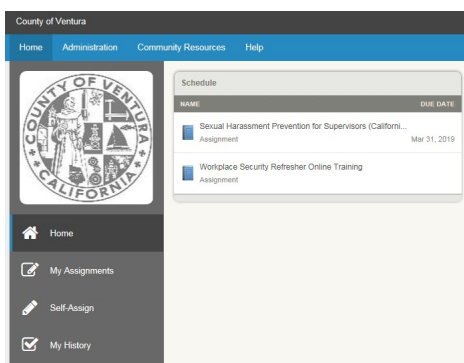 County of Ventura
Home Administration Community Resources Help
COUNTY OF VENTURA
CALIFORNIA
Schedule
NAME DUE DATE
Sexual Harassment Prevention for Supervisors (Californi...
Assignment Mar 31, 2019
Workplace Security Refresher Online Training
Assignment
Home
My Assignments
Self-Assign
My History